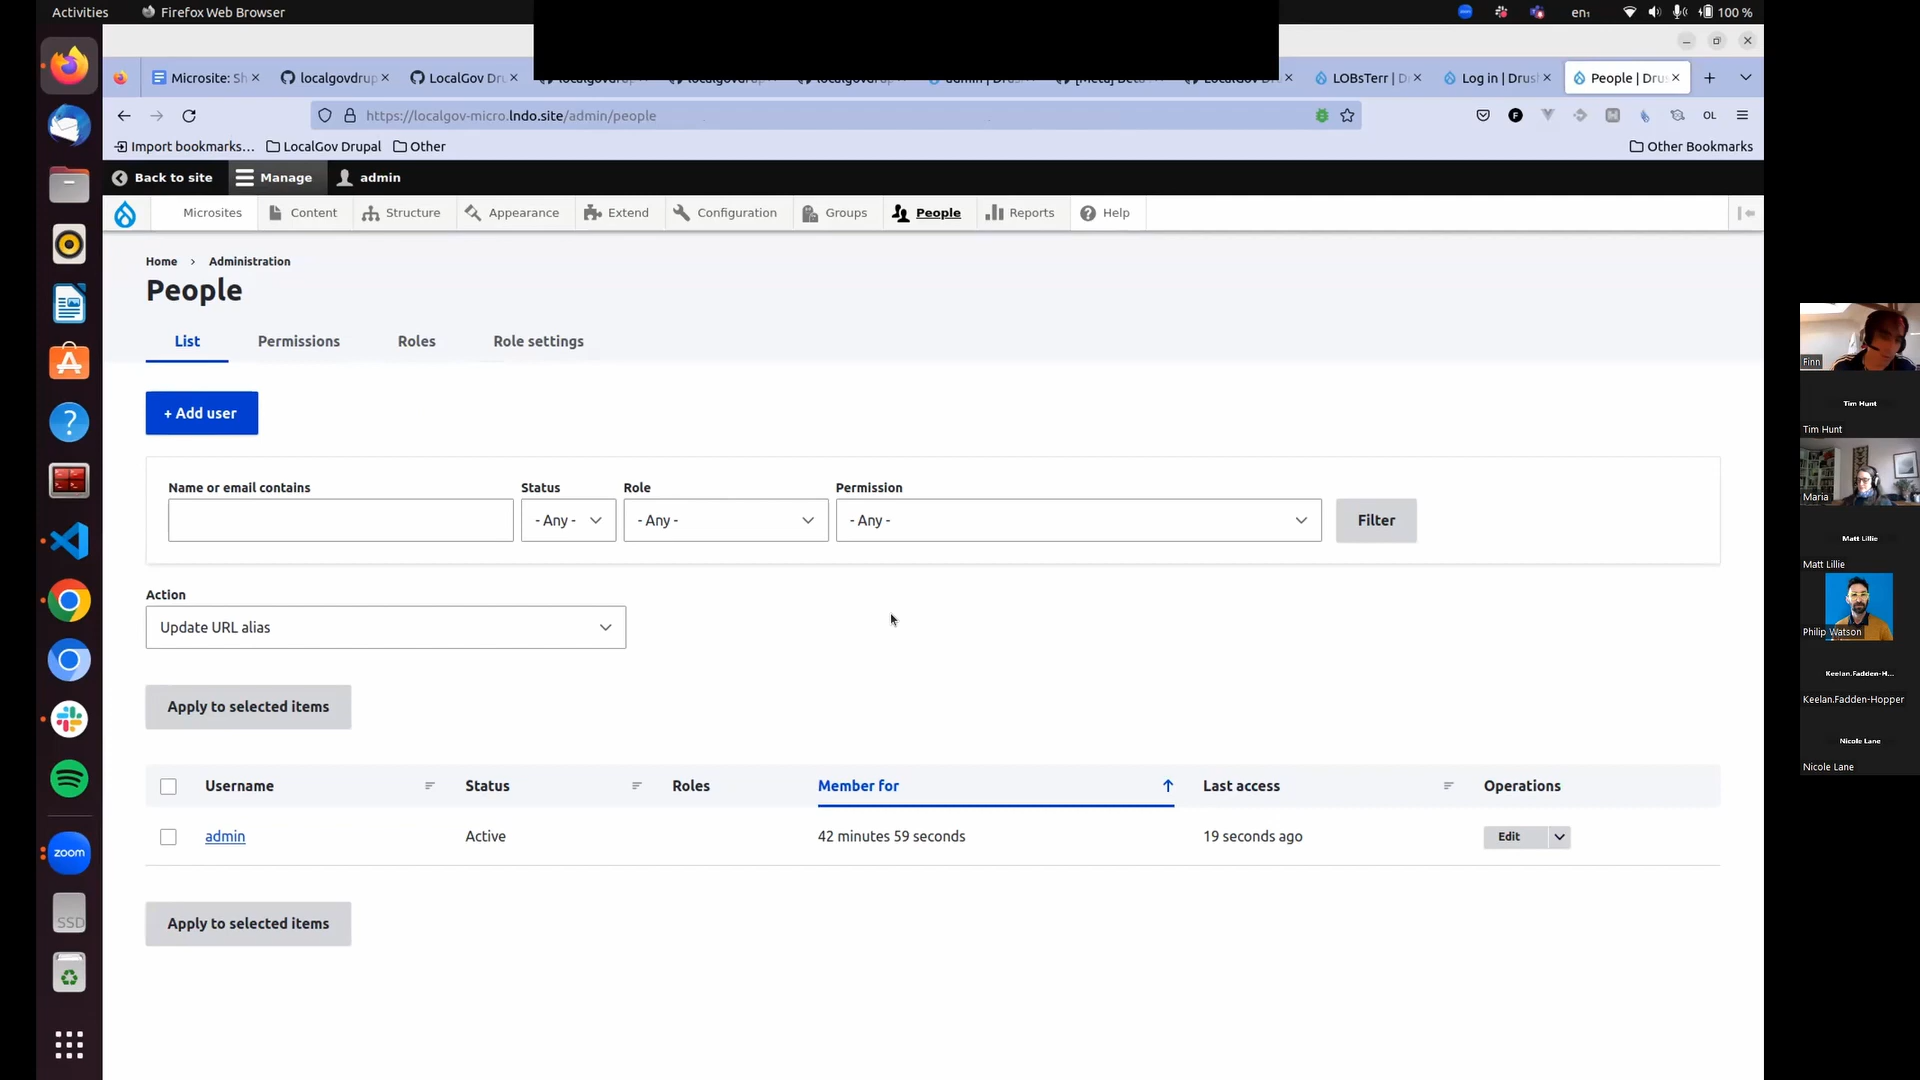 Activities
Firefox Web Browser
en₁
100 %
Microsite: Sh
localgovdrup
LocalGov Dr
LOBsTerr | D
Log in | Drus
People | Drus
https://localgov-micro.lndo.site/admin/people
OL
Import bookmarks...
LocalGov Drupal
Other
Other Bookmarks
Back to site
Manage
admin
Microsites
Content
Structure
Appearance
Extend
Configuration
Groups
People
Reports
Help
Home › Administration
People
List
Permissions
Roles
Role settings
+ Add user
Name or email contains
Status
Role
Permission
- Any -
- Any -
- Any -
Filter
Action
Update URL alias
Apply to selected items
Username
Status
Roles
Member for
Last access
Operations
admin
Active
42 minutes 59 seconds
19 seconds ago
Edit
Apply to selected items
zoom
SSD
Finn
Tim Hunt
Tim Hunt
Maria
Matt Lillie
Matt Lillie
Philip Watson
Keelan.Fadden-H...
Keelan.Fadden-Hopper
Nicole Lane
Nicole Lane